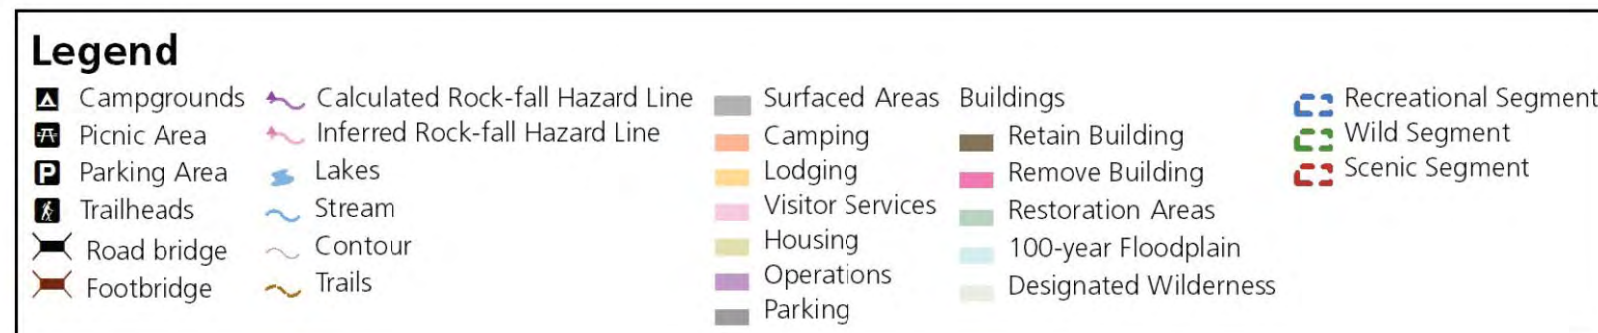 Legend
Campgrounds
Picnic Area
P Parking Area
Trailheads
Road bridge
Footbridge
Calculated Rock-fall Hazard Line
Inferred Rock-fall Hazard Line
Lakes
Stream
Contour
Trails
Surfaced Areas
Camping
Lodging
Visitor Services
Housing
Operations
Parking
Buildings
Retain Building
Remove Building
Restoration Areas
100-year Floodplain
Designated Wilderness
Recreational Segment
Wild Segment
Scenic Segment